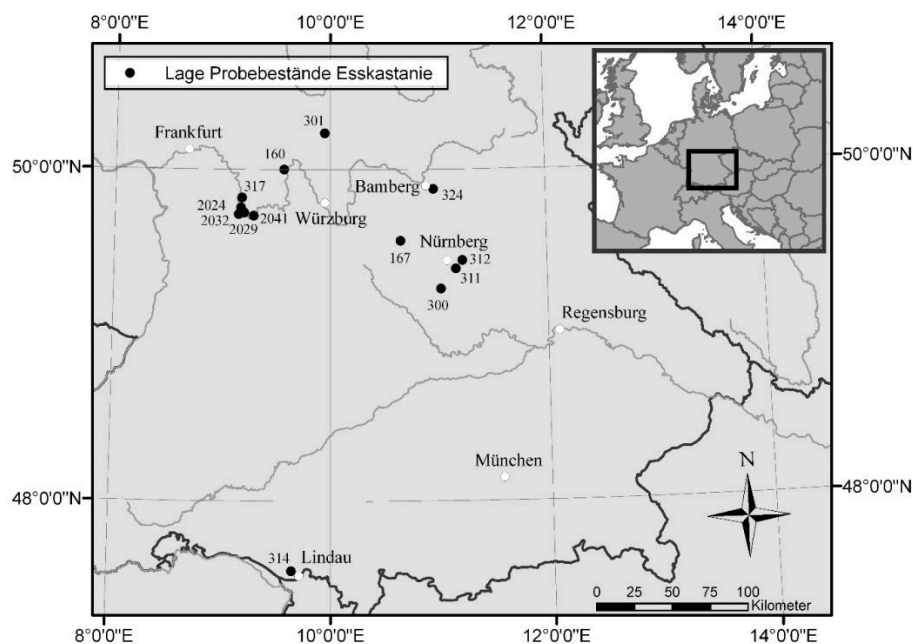 8°0'0"E 10°0'0"E 12°0'0"E 14°0'0"E
Lage Probebestände Esskastanie
301
Frankfurt
160
50°0'0"N
50°0'0"N
317
Bamberg
324
2024
2032
2041
Würzburg
2029
167
Nürnberg
312
311
300
Regensburg
München
N
48°0'0"N
48°0'0"N
314
Lindau
0 25 50 75 100
Kilometer
8°0'0"E 10°0'0"E 12°0'0"E 14°0'0"E